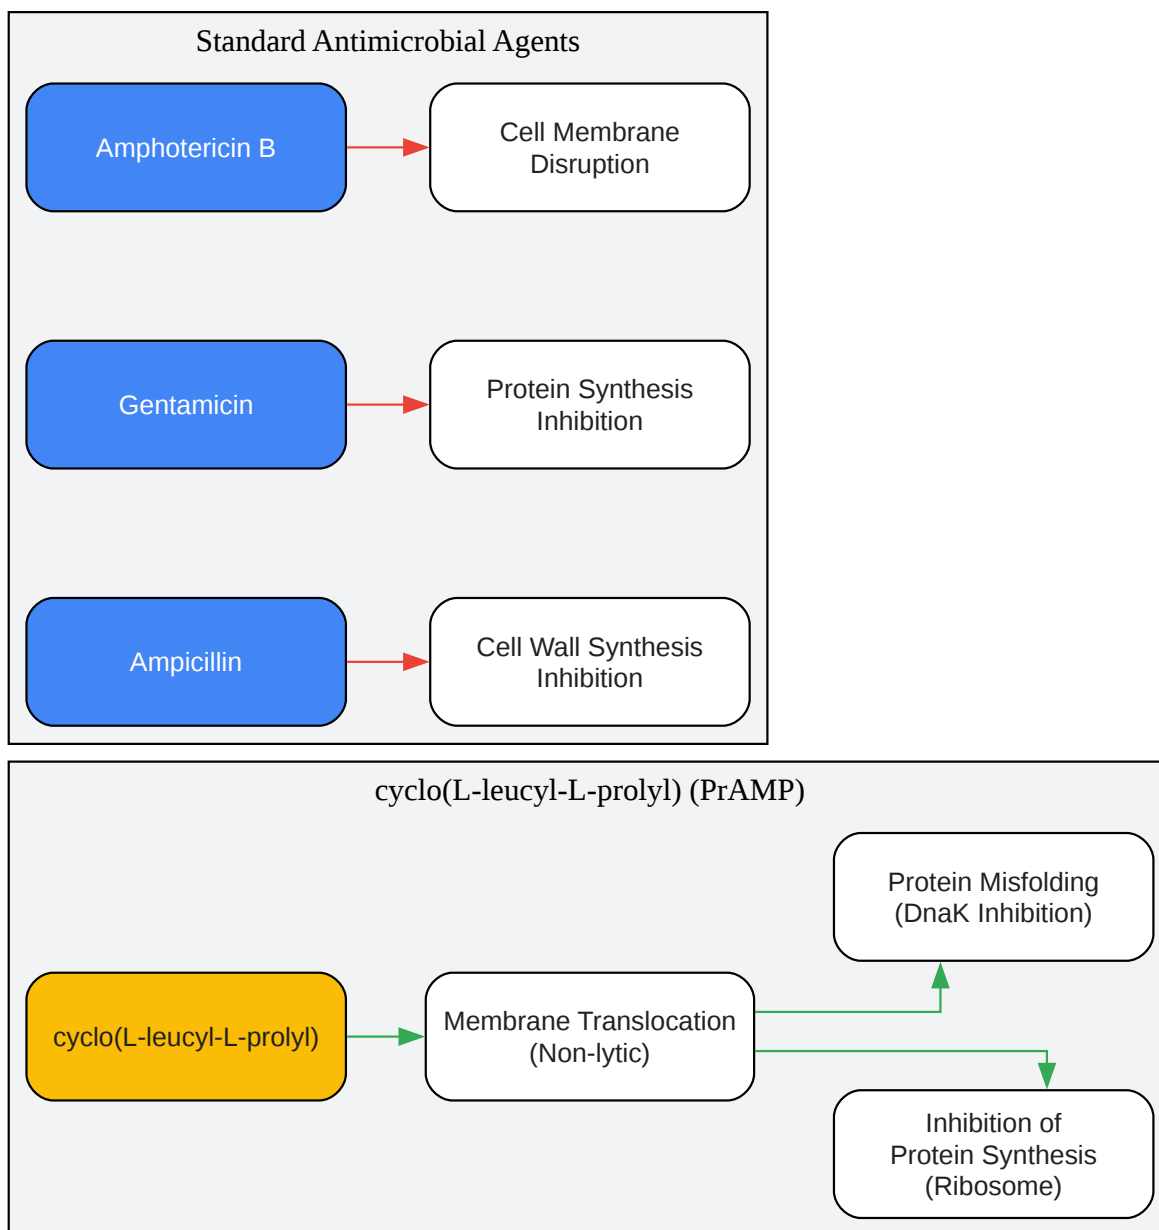 Standard Antimicrobial Agents
Amphotericin B
Cell Membrane
Disruption
Gentamicin
Protein Synthesis
Inhibition
Ampicillin
Cell Wall Synthesis
Inhibition
cyclo(L-leucyl-L-prolyl) (PrAMP)
cyclo(L-leucyl-L-prolyl)
Membrane Translocation
(Non-lytic)
Protein Misfolding
(DnaK Inhibition)
Inhibition of
Protein Synthesis
(Ribosome)